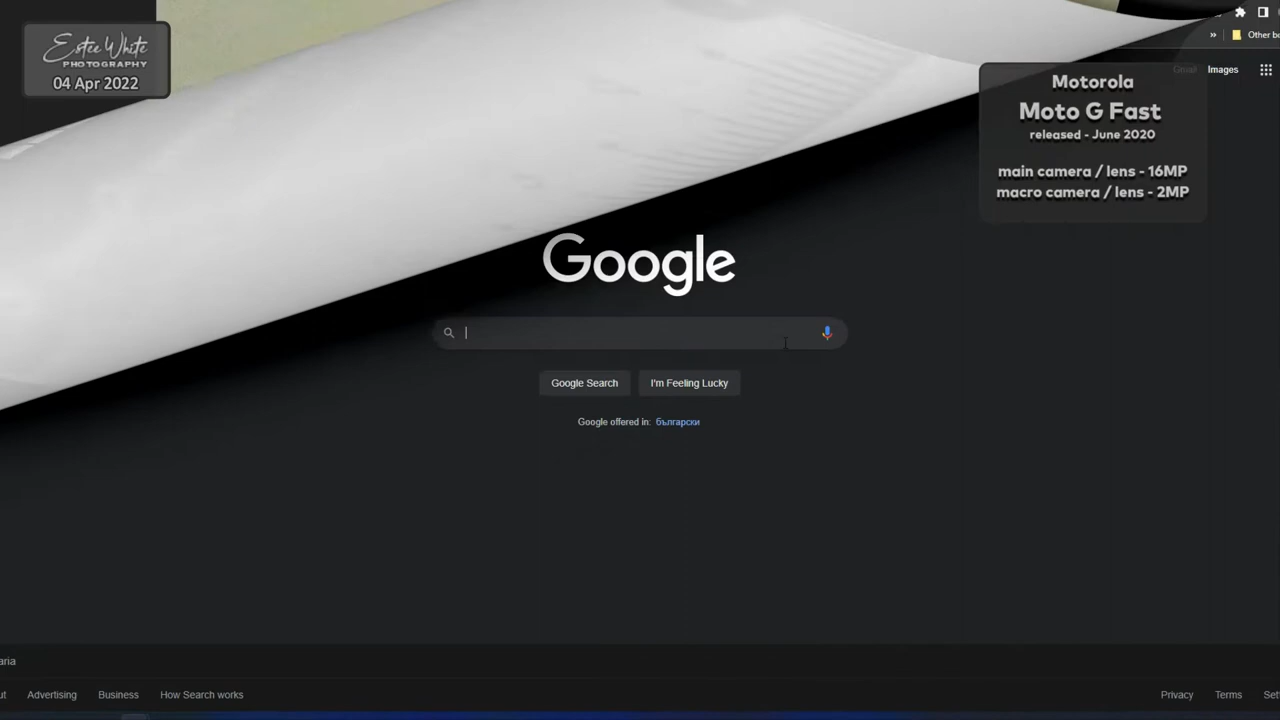 Estée White
PHOTOGRAPHY
04 Apr 2022
Other bo
Gmail
Images
Motorola
Moto G Fast
released - June 2020
main camera / lens - 16MP
macro camera / lens - 2MP
Google
Google Search
I'm Feeling Lucky
Google offered in: български
aria
ut
Advertising
Business
How Search works
Privacy
Terms
Set